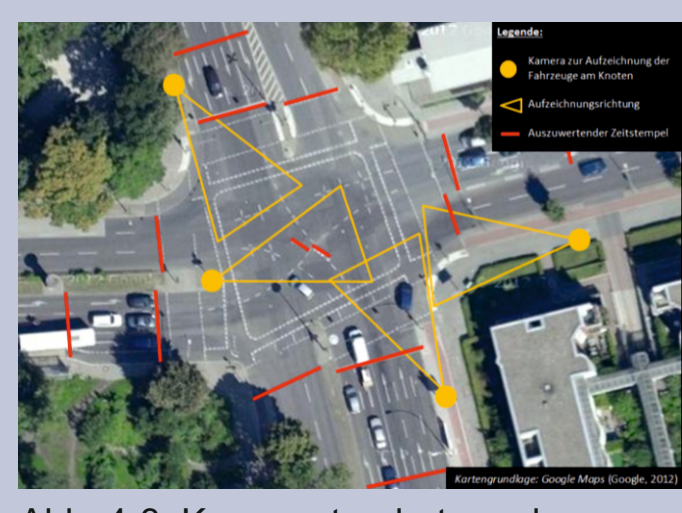 Legende:
Kamera zur Aufzeichnung der
Fahrzeuge am Knoten
Aufzeichnungsrichtung
Auszuwertender Zeitstempel
Kartengrundlage: Google Maps (Google, 2012)